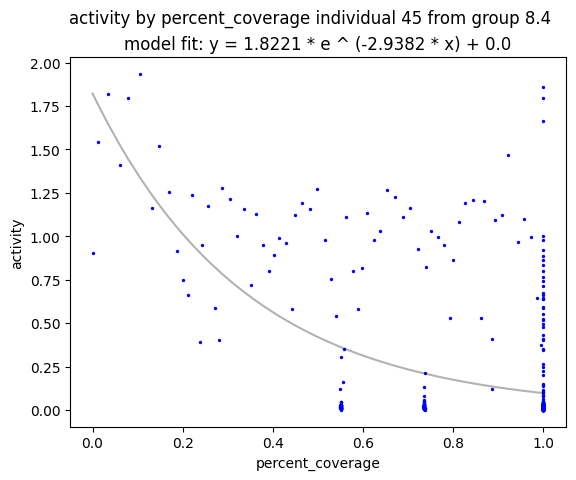 activity by percent_coverage individual 45 from group 8.4
model fit: y = 1.8221 * e ^ (-2.9382 * x) + 0.0
2.00
1.75
1.50
1.25
1.00
0.75
0.50
0.25
0.00
activity
0.0 0.2 0.4 0.6 0.8 1.0
percent_coverage